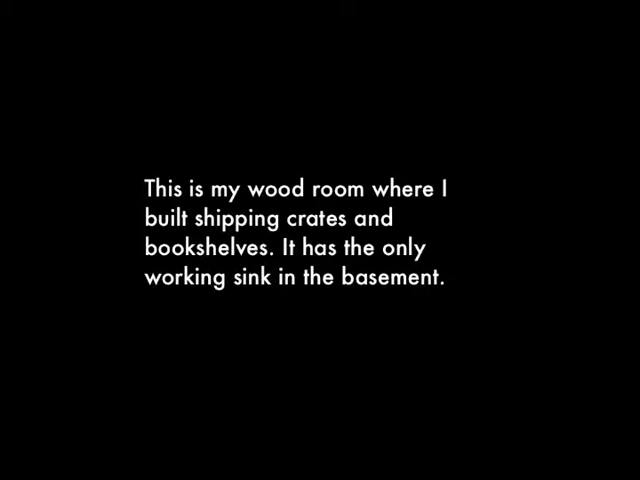 This is my wood room where I
built shipping crates and
bookshelves. It has the only
working sink in the basement.